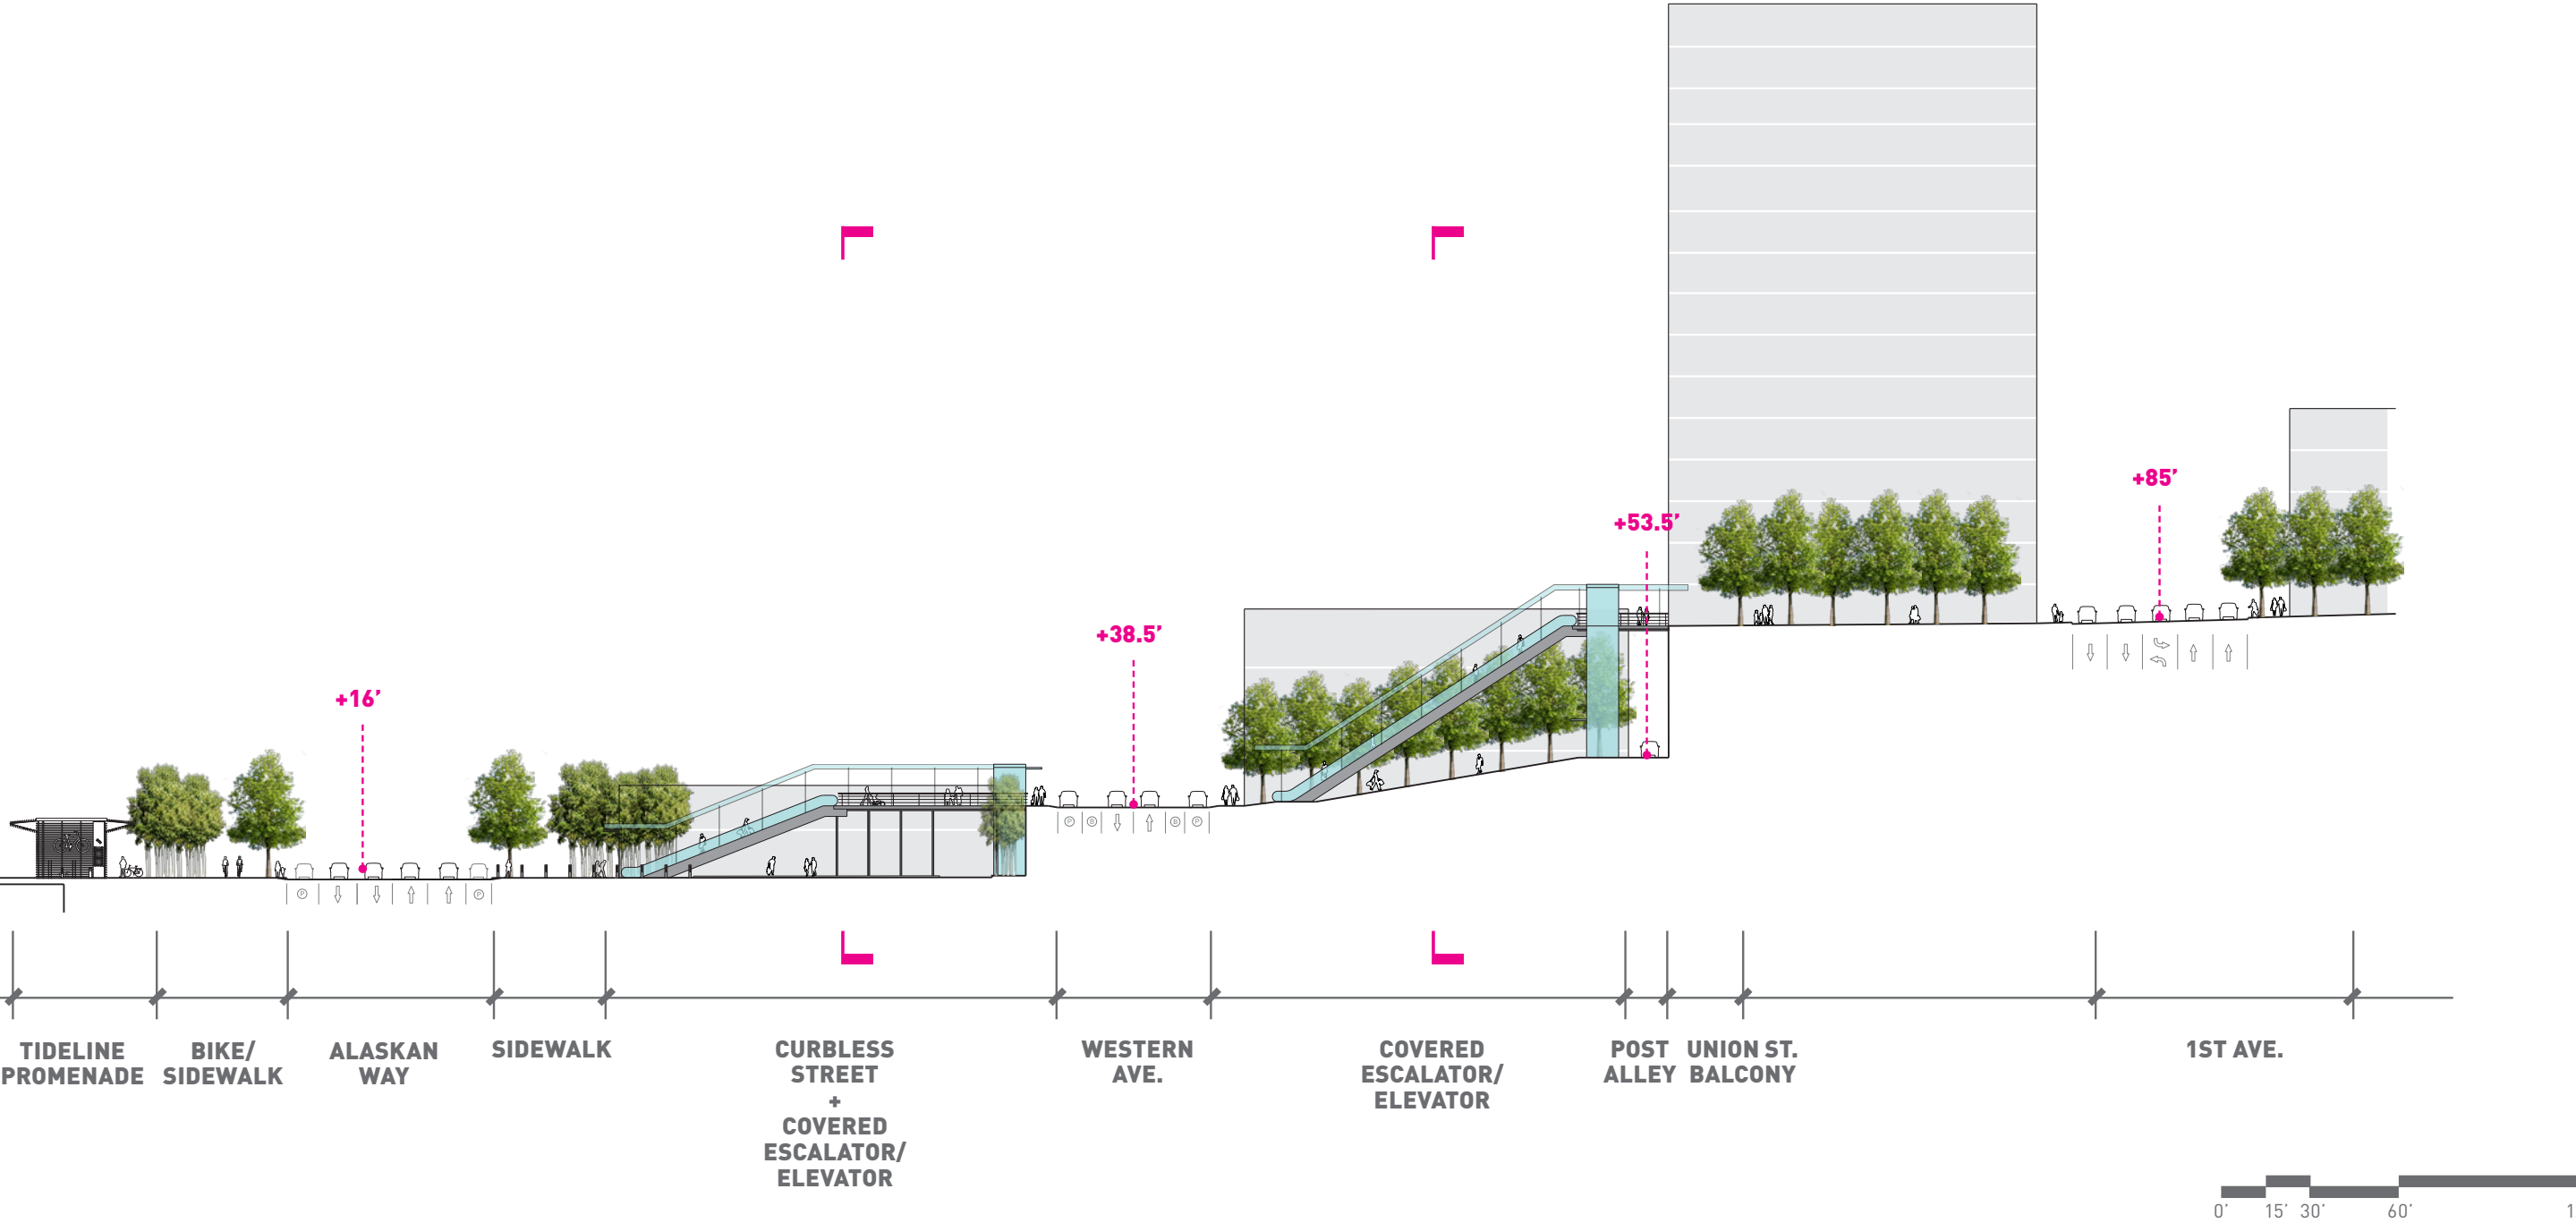 +85’
+53.5’
+38.5’
+16’
P
B
B
P
P
P
TIDELINE
PROMENADE
BIKE/
SIDEWALK
ALASKAN
WAY
SIDEWALK
CURBLESS
STREET
+
COVERED
ESCALATOR/
ELEVATOR
WESTERN
AVE.
COVERED
ESCALATOR/
ELEVATOR
POST
ALLEY
UNION ST.
BALCONY
1ST AVE.
0’ 15’ 30’ 60’